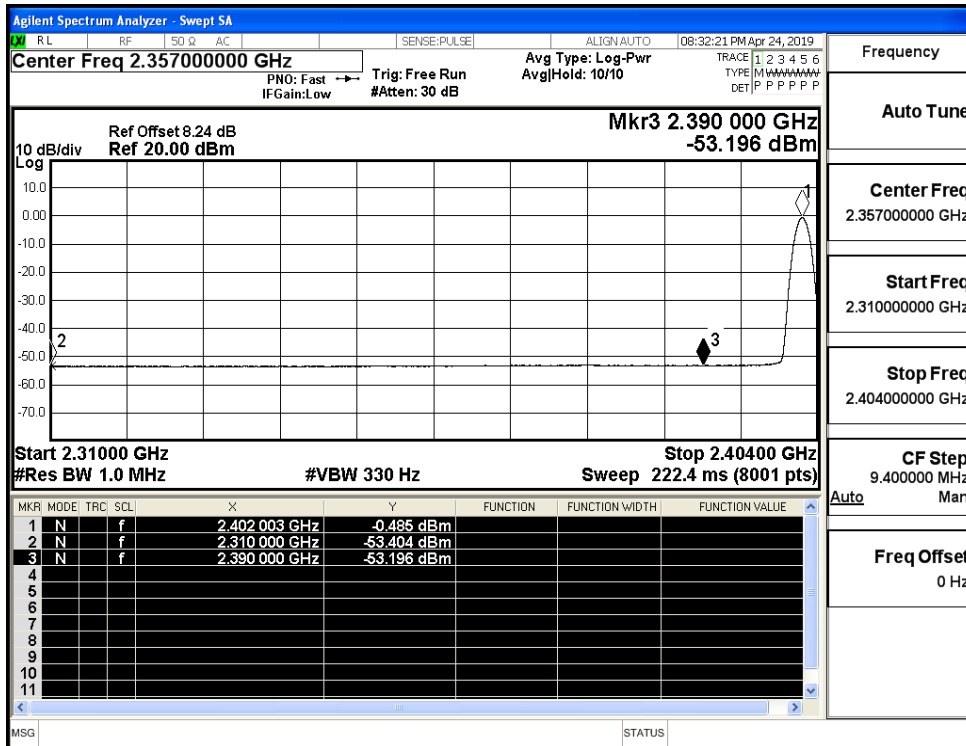 Agilent Spectrum Analyzer - Swept SA
LXI RL RF 50 Ω AC SENSE:PULSE ALIGN AUTO 08:32:21 PM Apr 24, 2019
Center Freq 2.357000000 GHz
PNO: Fast
IFGain:Low
Trig: Free Run
#Atten: 30 dB
Avg Type: Log-Pwr
Avg|Hold: 10/10
TRACE 1 2 3 4 5 6
TYPE M WWWWW
DET P P P P P P
Mkr3 2.390 000 GHz
-53.196 dBm
Ref Offset 8.24 dB
10 dB/div Ref 20.00 dBm
Log
10.0
0.00
-10.0
-20.0
-30.0
-40.0
-50.0
-60.0
-70.0
1
2
3
Start 2.31000 GHz Stop 2.40400 GHz
#Res BW 1.0 MHz #VBW 330 Hz Sweep 222.4 ms (8001 pts)
MKR MODE TRC SCL X Y FUNCTION FUNCTION WIDTH FUNCTION VALUE
1 N f 2.402 003 GHz -0.485 dBm
2 N f 2.310 000 GHz -53.404 dBm
3 N f 2.390 000 GHz -53.196 dBm
4
5
6
7
8
9
10
11
MSG STATUS
Frequency
Auto Tune
Center Freq
2.357000000 GHz
Start Freq
2.310000000 GHz
Stop Freq
2.404000000 GHz
CF Step
9.400000 MHz
Auto Man
Freq Offset
0 Hz